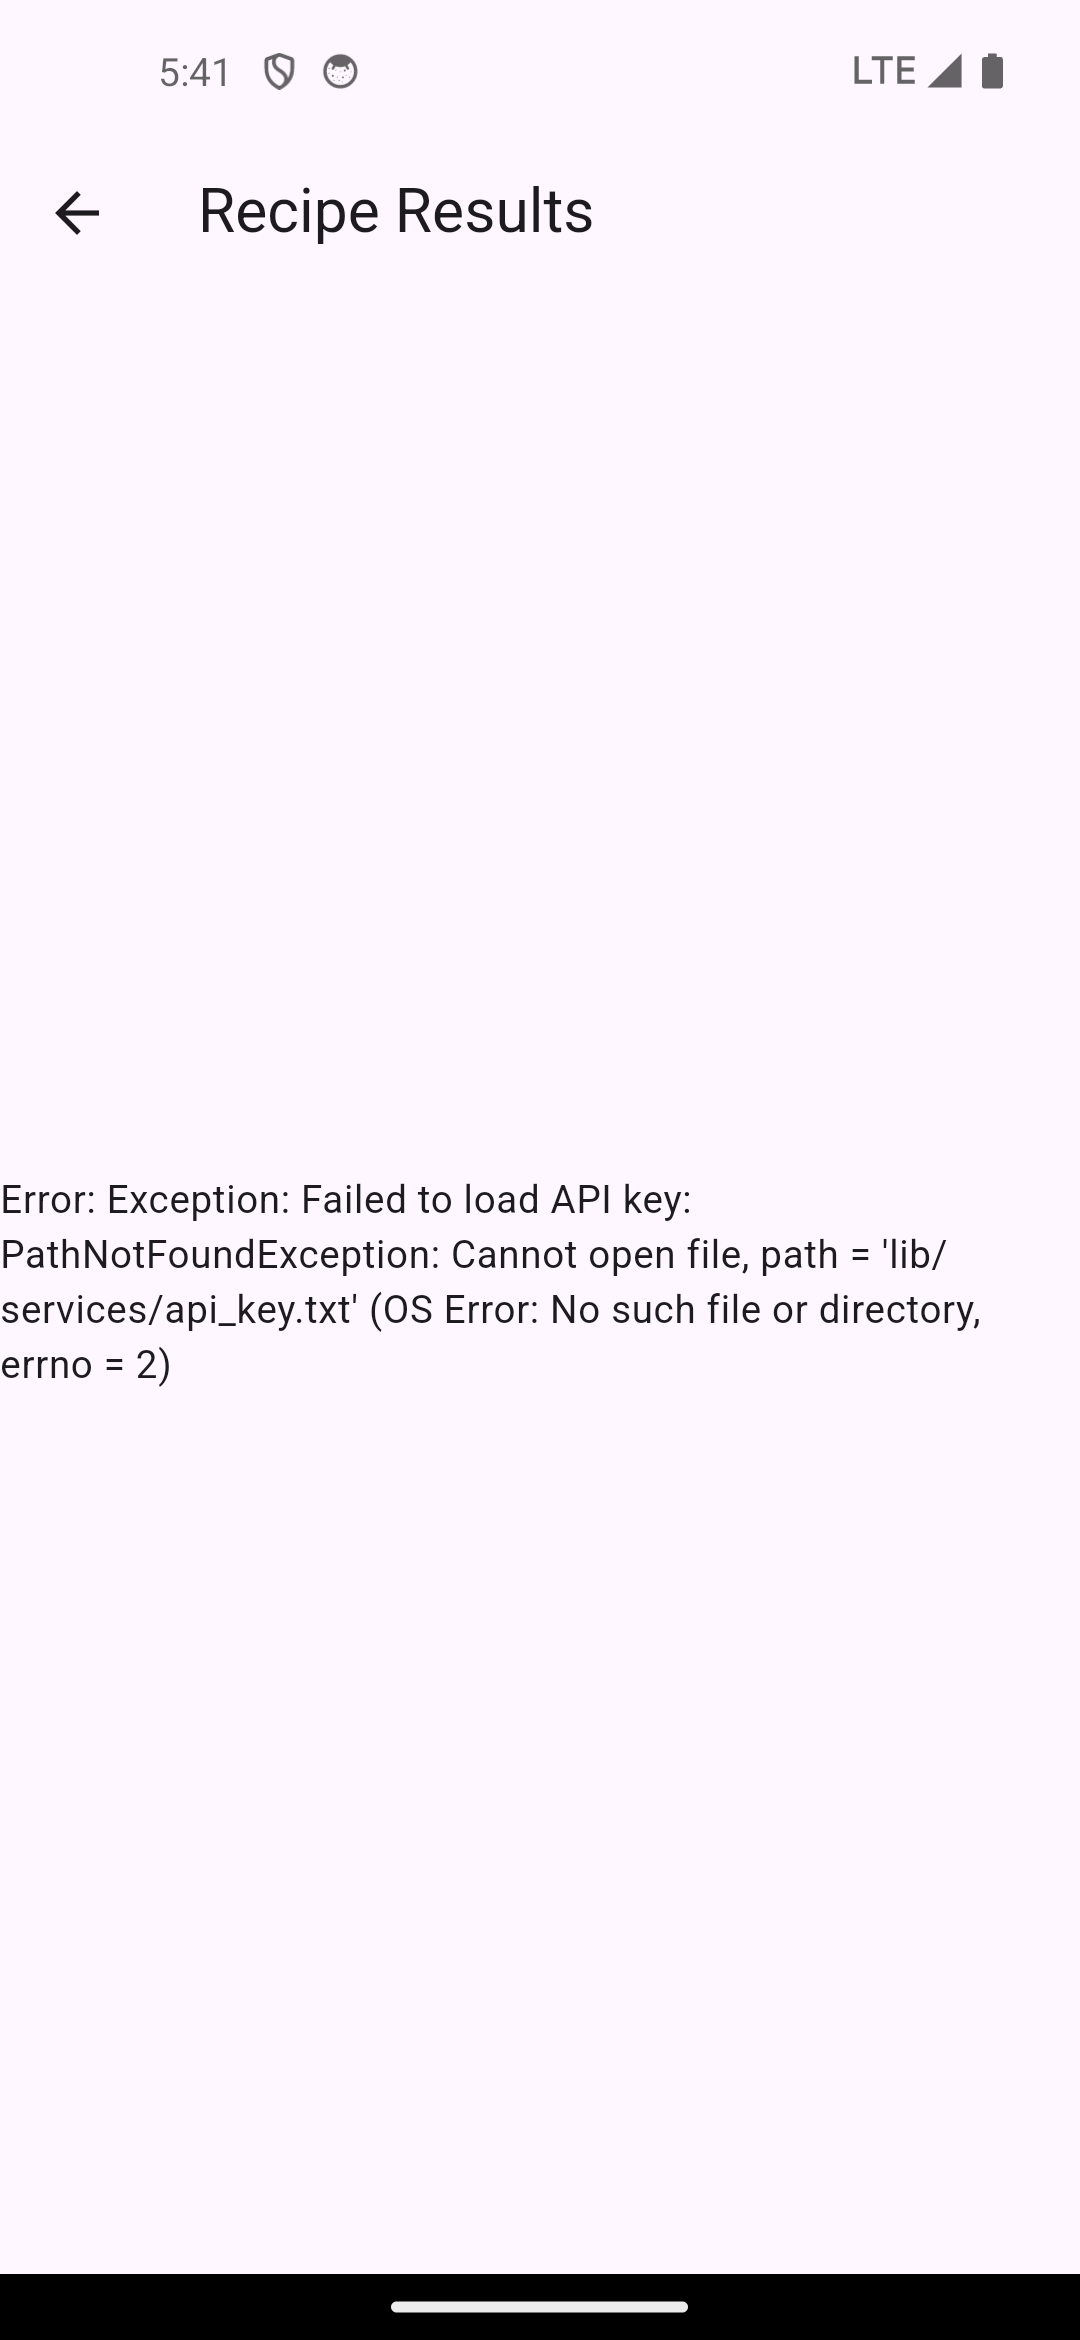 5:41 LTE
Recipe Results
Error: Exception: Failed to load API key:
PathNotFoundException: Cannot open file, path = 'lib/
services/api_key.txt' (OS Error: No such file or directory,
errno = 2)